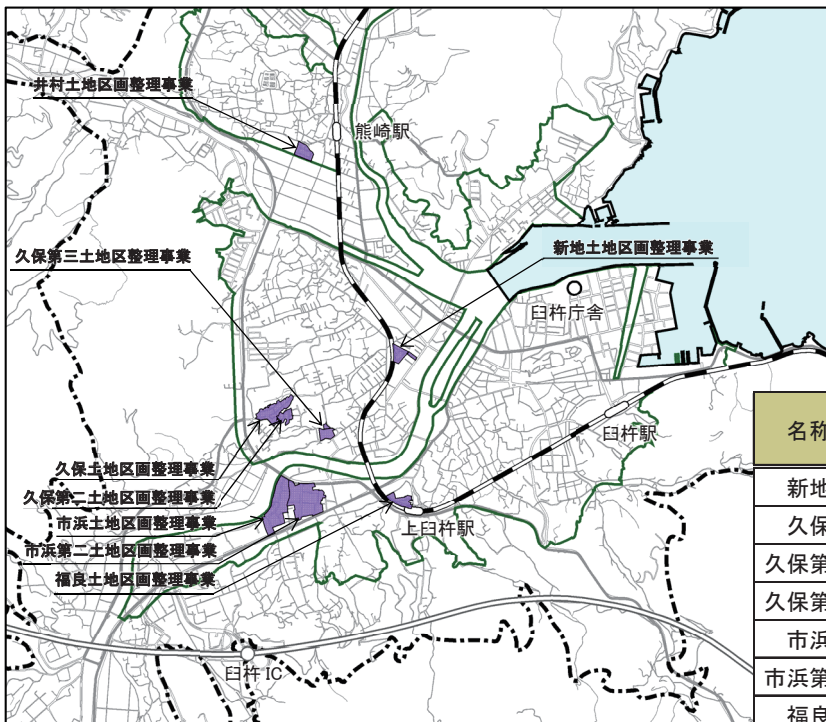 井村土地区画整理事業
熊崎駅
久保第三土地区整理事業
新地土地区画整理事業
臼杵庁舎
臼杵駅
久保土地区画整理事業
久保第二土地区画整理事業
市浜土地区画整理事業
市浜第二土地区画整理事業
福良土地区画整理事業
上臼杵駅
臼杵IC
名称
新地
久保
久保第
久保第
市浜
市浜第
福良